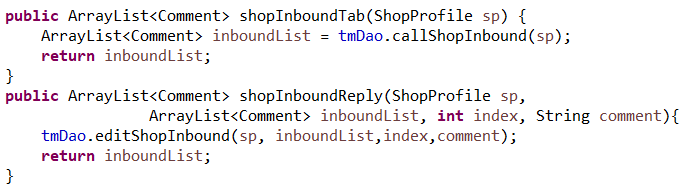 public ArrayList<Comment> shopInboundTab(ShopProfile sp) {
    ArrayList<Comment> inboundList = tmDao.callShopInbound(sp);
    return inboundList;
}
public ArrayList<Comment> shopInboundReply(ShopProfile sp,
                ArrayList<Comment> inboundList, int index, String comment){
    tmDao.editShopInbound(sp, inboundList,index,comment);
    return inboundList;
}